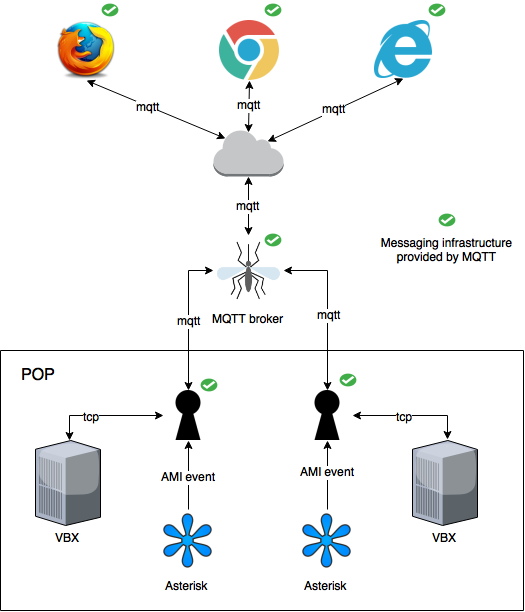 mqtt
mqtt
mqtt
mqtt
Messaging infrastructure
provided by MQTT
MQTT broker
mqtt
mqtt
POP
tcp
tcp
AMI event
AMI event
VBX
VBX
Asterisk
Asterisk